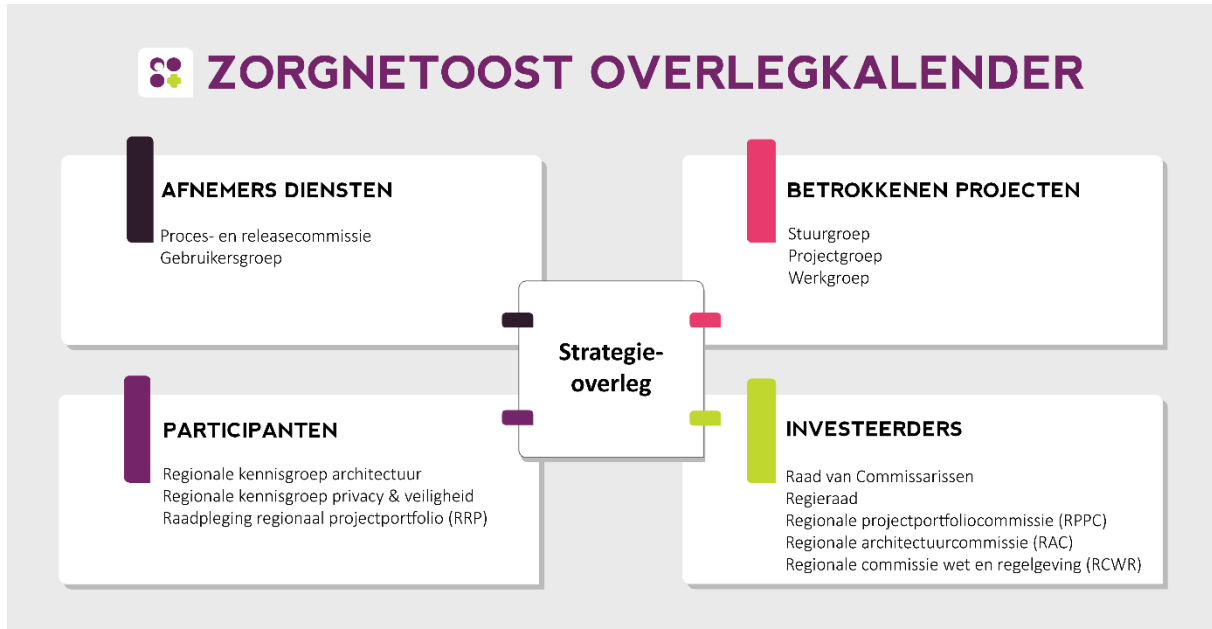 ZORGNETOOST OVERLEGKALENDER
AFNEMERS DIENSTEN
Proces- en releasecommissie
Gebruikersgroep
BETROKKENEN PROJECTEN
Stuurgroep
Projectgroep
Werkgroep
Strategie-
overleg
PARTICIPANTEN
Regionale kennisgroep architectuur
Regionale kennisgroep privacy & veiligheid
Raadpleging regionaal projectportfolio (RRP)
INVESTEERDERS
Raad van Commissarissen
Regieraad
Regionale projectportfoliocommissie (RPPC)
Regionale architectuurcommissie (RAC)
Regionale commissie wet en regelgeving (RCWR)